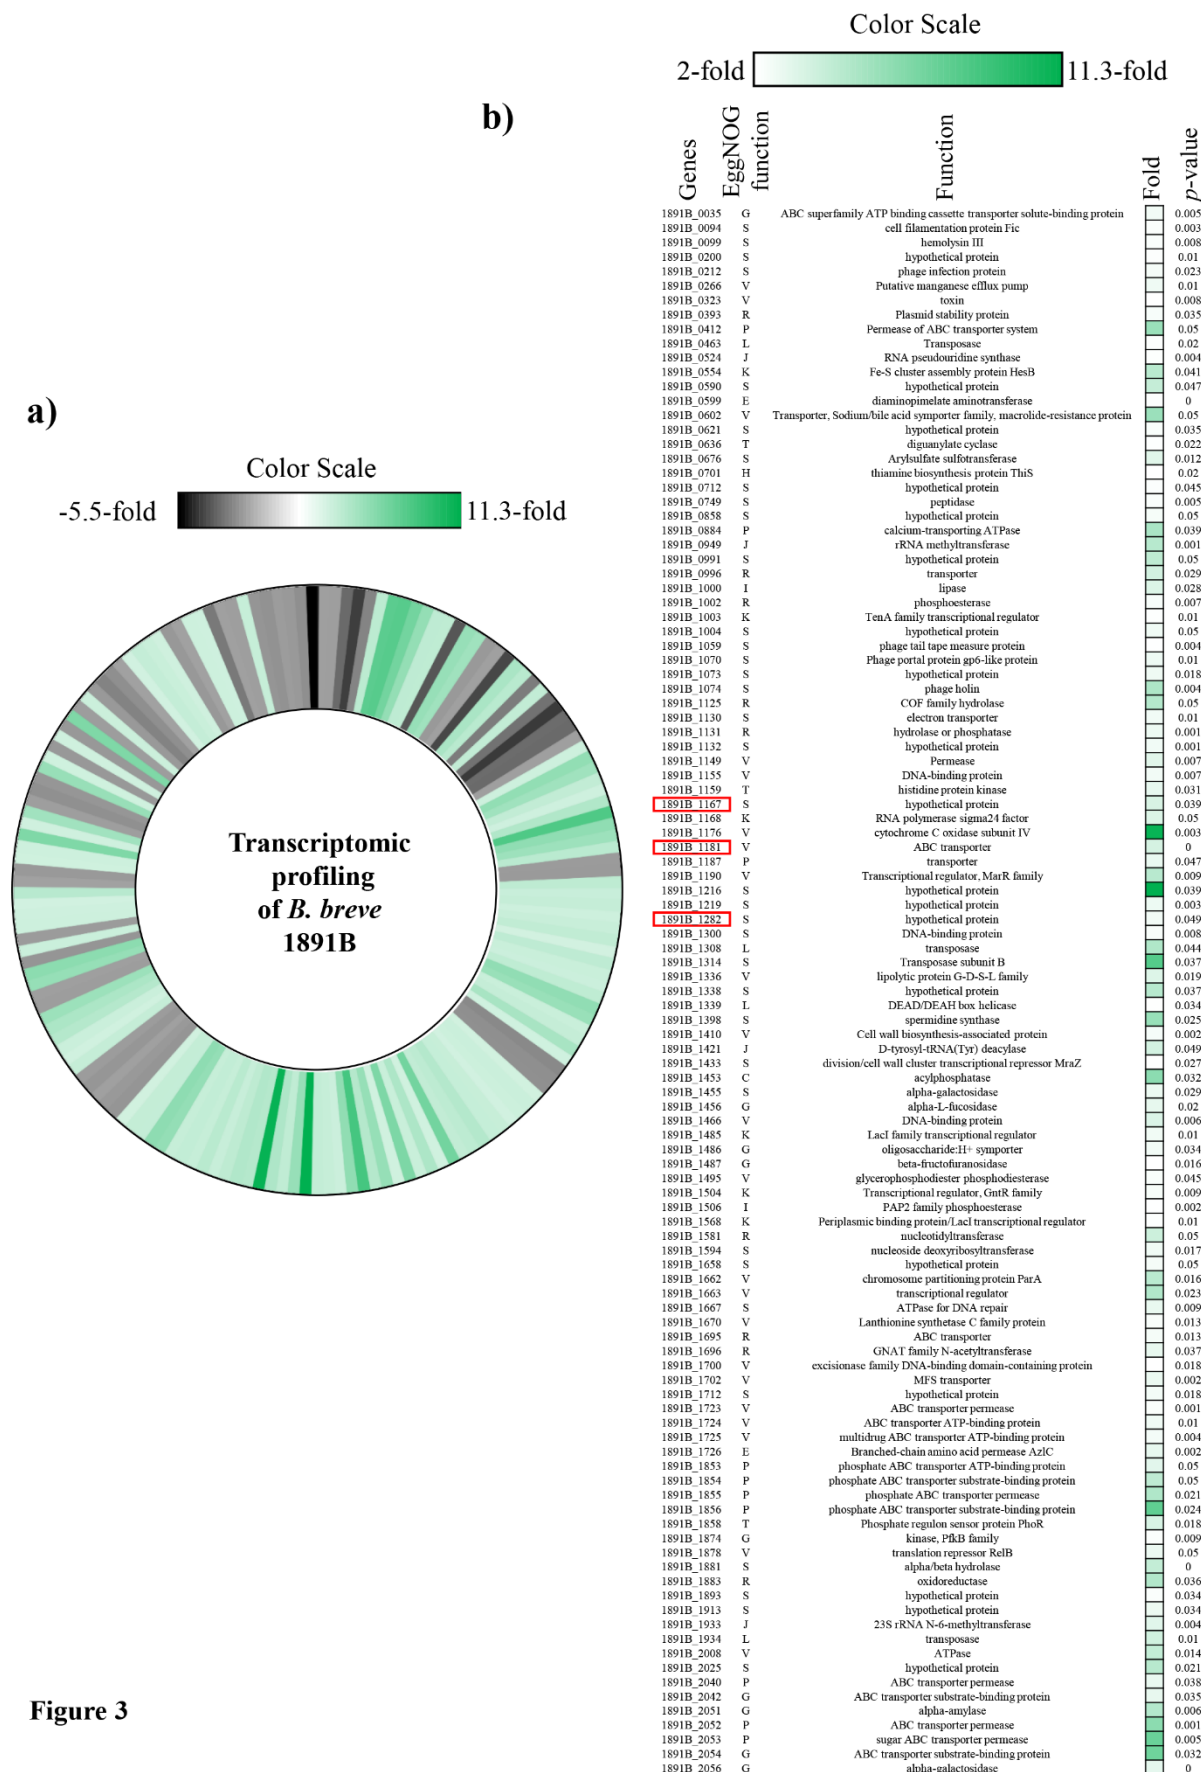 Color Scale
2-fold 11.3-fold
b)
Genes EggNOG function Function Fold p-value
1891B_0035 G ABC superfamily ATP binding cassette transporter solute-binding protein 0.005
1891B_0094 S cell filamentation protein Fic 0.003
1891B_0099 S hemolysin III 0.008
1891B_0200 S hypothetical protein 0.01
1891B_0212 S phage infection protein 0.023
1891B_0266 V Putative manganese efflux pump 0.01
1891B_0323 V toxin 0.008
1891B_0393 R Plasmid stability protein 0.035
1891B_0412 P Permease of ABC transporter system 0.05
1891B_0463 L Transposase 0.02
1891B_0524 J RNA pseudouridine synthase 0.004
1891B_0554 K Fe-S cluster assembly protein HesB 0.041
1891B_0590 S hypothetical protein 0.047
1891B_0599 E diaminopimelate aminotransferase 0
1891B_0602 V Transporter, Sodium/bile acid symporter family, macrolide-resistance protein 0.05
1891B_0621 S hypothetical protein 0.035
1891B_0636 T diguanylate cyclase 0.022
1891B_0676 S Arylsulfate sulfotransferase 0.012
1891B_0701 H thiamine biosynthesis protein ThiS 0.02
1891B_0712 S hypothetical protein 0.045
1891B_0749 S peptidase 0.005
1891B_0858 S hypothetical protein 0.05
1891B_0884 P calcium-transporting ATPase 0.039
1891B_0949 J rRNA methyltransferase 0.001
1891B_0991 S hypothetical protein 0.05
1891B_0996 R transporter 0.029
1891B_1000 I lipase 0.028
1891B_1002 R phosphoesterase 0.007
1891B_1003 K TenA family transcriptional regulator 0.01
1891B_1004 S hypothetical protein 0.05
1891B_1059 S phage tail tape measure protein 0.004
1891B_1070 S Phage portal protein gp6-like protein 0.01
1891B_1073 S hypothetical protein 0.018
1891B_1074 S phage holin 0.004
1891B_1125 R COF family hydrolase 0.05
1891B_1130 S electron transporter 0.01
1891B_1131 R hydrolase or phosphatase 0.001
1891B_1132 S hypothetical protein 0.001
1891B_1149 V Permease 0.007
1891B_1155 V DNA-binding protein 0.007
1891B_1159 T histidine protein kinase 0.031
1891B_1167 S hypothetical protein 0.039
1891B_1168 K RNA polymerase sigma24 factor 0.05
1891B_1176 V cytochrome C oxidase subunit IV 0.003
1891B_1181 V ABC transporter 0
1891B_1187 P transporter 0.047
1891B_1190 V Transcriptional regulator, MarR family 0.009
1891B_1216 S hypothetical protein 0.039
1891B_1219 S hypothetical protein 0.003
1891B_1282 S hypothetical protein 0.049
1891B_1300 S DNA-binding protein 0.008
1891B_1308 L transposase 0.044
1891B_1314 S Transposase subunit B 0.037
1891B_1336 V lipolytic protein G-D-S-L family 0.019
1891B_1338 S hypothetical protein 0.037
1891B_1339 L DEAD/DEAH box helicase 0.034
1891B_1398 S spermidine synthase 0.025
1891B_1410 V Cell wall biosynthesis-associated protein 0.002
1891B_1421 J D-tyrosyl-tRNA(Tyr) deacylase 0.049
1891B_1433 S division/cell wall cluster transcriptional repressor MraZ 0.027
1891B_1453 C acylphosphatase 0.032
1891B_1455 S alpha-galactosidase 0.029
1891B_1456 G alpha-L-fucosidase 0.02
1891B_1466 V DNA-binding protein 0.006
1891B_1485 K LacI family transcriptional regulator 0.01
1891B_1486 G oligosaccharide:H+ symporter 0.034
1891B_1487 G beta-fructofuranosidase 0.016
1891B_1495 V glycerophosphodiester phosphodiesterase 0.045
1891B_1504 K Transcriptional regulator, GntR family 0.009
1891B_1506 I PAP2 family phosphoesterase 0.002
1891B_1568 K Periplasmic binding protein/LacI transcriptional regulator 0.01
1891B_1581 R nucleotidyltransferase 0.05
1891B_1594 S nucleoside deoxyribosyltransferase 0.017
1891B_1658 S hypothetical protein 0.05
1891B_1662 V chromosome partitioning protein ParA 0.016
1891B_1663 V transcriptional regulator 0.023
1891B_1667 S ATPase for DNA repair 0.009
1891B_1670 V Lanthionine synthetase C family protein 0.013
1891B_1695 R ABC transporter 0.013
1891B_1696 R GNAT family N-acetyltransferase 0.037
1891B_1700 V excisionase family DNA-binding domain-containing protein 0.018
1891B_1702 V MFS transporter 0.002
1891B_1712 S hypothetical protein 0.018
1891B_1723 V ABC transporter permease 0.001
1891B_1724 V ABC transporter ATP-binding protein 0.01
1891B_1725 V multidrug ABC transporter ATP-binding protein 0.004
1891B_1726 E Branched-chain amino acid permease AzlC 0.002
1891B_1853 P phosphate ABC transporter ATP-binding protein 0.05
1891B_1854 P phosphate ABC transporter substrate-binding protein 0.05
1891B_1855 P phosphate ABC transporter permease 0.021
1891B_1856 P phosphate ABC transporter substrate-binding protein 0.024
1891B_1858 T Phosphate regulon sensor protein PhoR 0.018
1891B_1874 G kinase, PfkB family 0.009
1891B_1878 V translation repressor RelB 0.05
1891B_1881 S alpha/beta hydrolase 0
1891B_1883 R oxidoreductase 0.036
1891B_1893 S hypothetical protein 0.034
1891B_1913 S hypothetical protein 0.034
1891B_1933 J 23S rRNA N-6-methyltransferase 0.004
1891B_1934 L transposase 0.01
1891B_2008 V ATPase 0.014
1891B_2025 S hypothetical protein 0.021
1891B_2040 P ABC transporter permease 0.038
1891B_2042 G ABC transporter substrate-binding protein 0.035
1891B_2051 G alpha-amylase 0.006
1891B_2052 P ABC transporter permease 0.001
1891B_2053 P sugar ABC transporter permease 0.005
1891B_2054 G ABC transporter substrate-binding protein 0.032
1891B_2056 G alpha-galactosidase 0
a)
Color Scale
-5.5-fold 11.3-fold
Transcriptomic
profiling
of B. breve
1891B
Figure 3